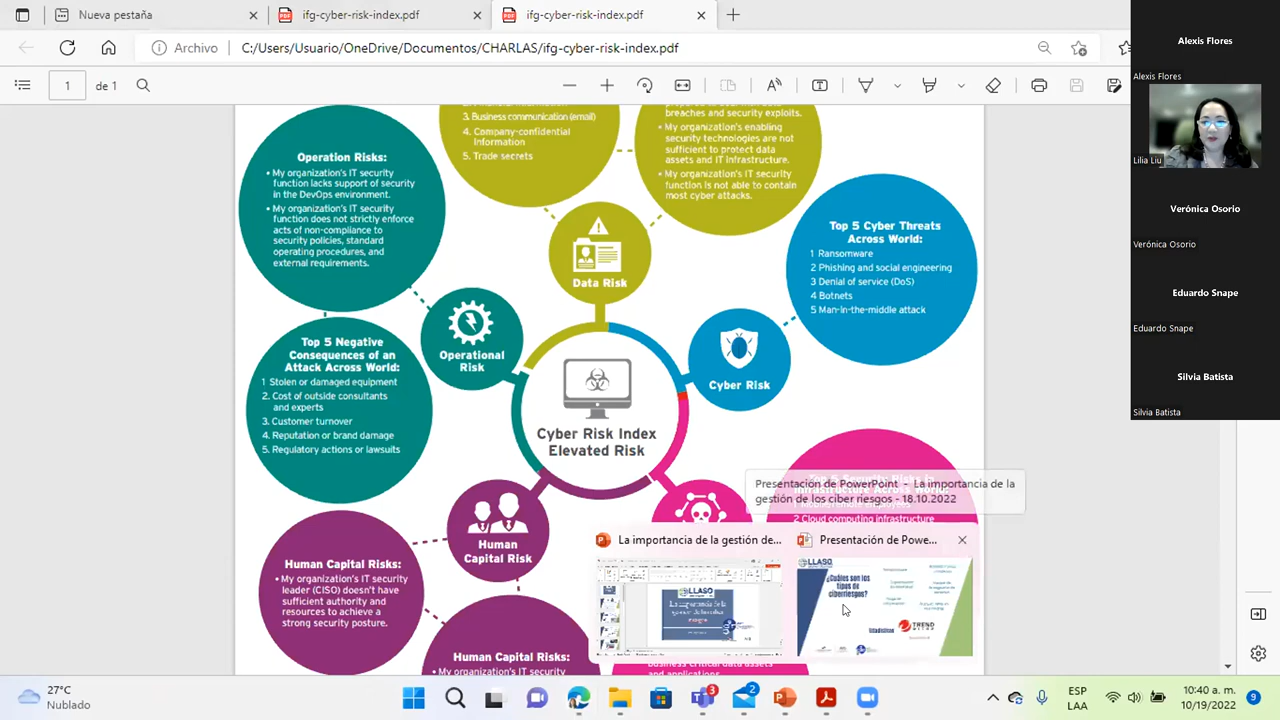 Nueva pestaña
ifg-cyber-risk-index.pdf
ifg-cyber-risk-index.pdf
Archivo
C:/Users/Usuario/OneDrive/Documentos/CHARLAS/ifg-cyber-risk-index.pdf
1
de 1
Operation Risks:
• My organization's IT security
function lacks support of security
in the DevOps environment.
• My organization's IT security
function does not strictly enforce
acts of non-compliance to
security policies, standard
operating procedures, and
external requirements.
3. Business communication (email)
4. Company-confidential
Information
5. Trade secrets
breaches and security exploits.
• My organization's enabling
security technologies are not
sufficient to protect data
assets and IT Infrastructure.
• My organization's IT security
function is not able to contain
most cyber attacks.
Data Risk
Top 5 Cyber Threats
Across World:
1 Ransomware
2 Phishing and social engineering
3 Denial of service (DoS)
4 Botnets
5 Man-in-the-middle attack
Operational
Risk
Cyber Risk
Top 5 Negative
Consequences of an
Attack Across World:
1 Stolen or damaged equipment
2. Cost of outside consultants
and experts
3. Customer turnover
4. Reputation or brand damage
5. Regulatory actions or lawsuits
Cyber Risk Index
Elevated Risk
Human
Capital Risk
Human Capital Risks:
• My organization's IT security
leader (CISO) doesn't have
sufficient authority and
resources to achieve a
strong security posture.
Human Capital Risks:
• My organization's IT security
2 Cloud computing infrastructure
Business critical data assets
and applications
Presentación de PowerPoint - La importancia de la
gestión de los ciber riesgos - 18.10.2022
La importancia de la gestión de...
Presentación de Powe...
LLASO
LLASO
¿Cuáles son los
tipos de
ciberriesgos?
TREND
Alexis Flores
Alexis Flores
Lilia Liu
Verónica Osorio
Verónica Osorio
Eduardo Snape
Eduardo Snape
Silvia Batista
Silvia Batista
27°C
Nublado
3
2
ESP
LAA
10:40 a. m.
10/19/2022
9